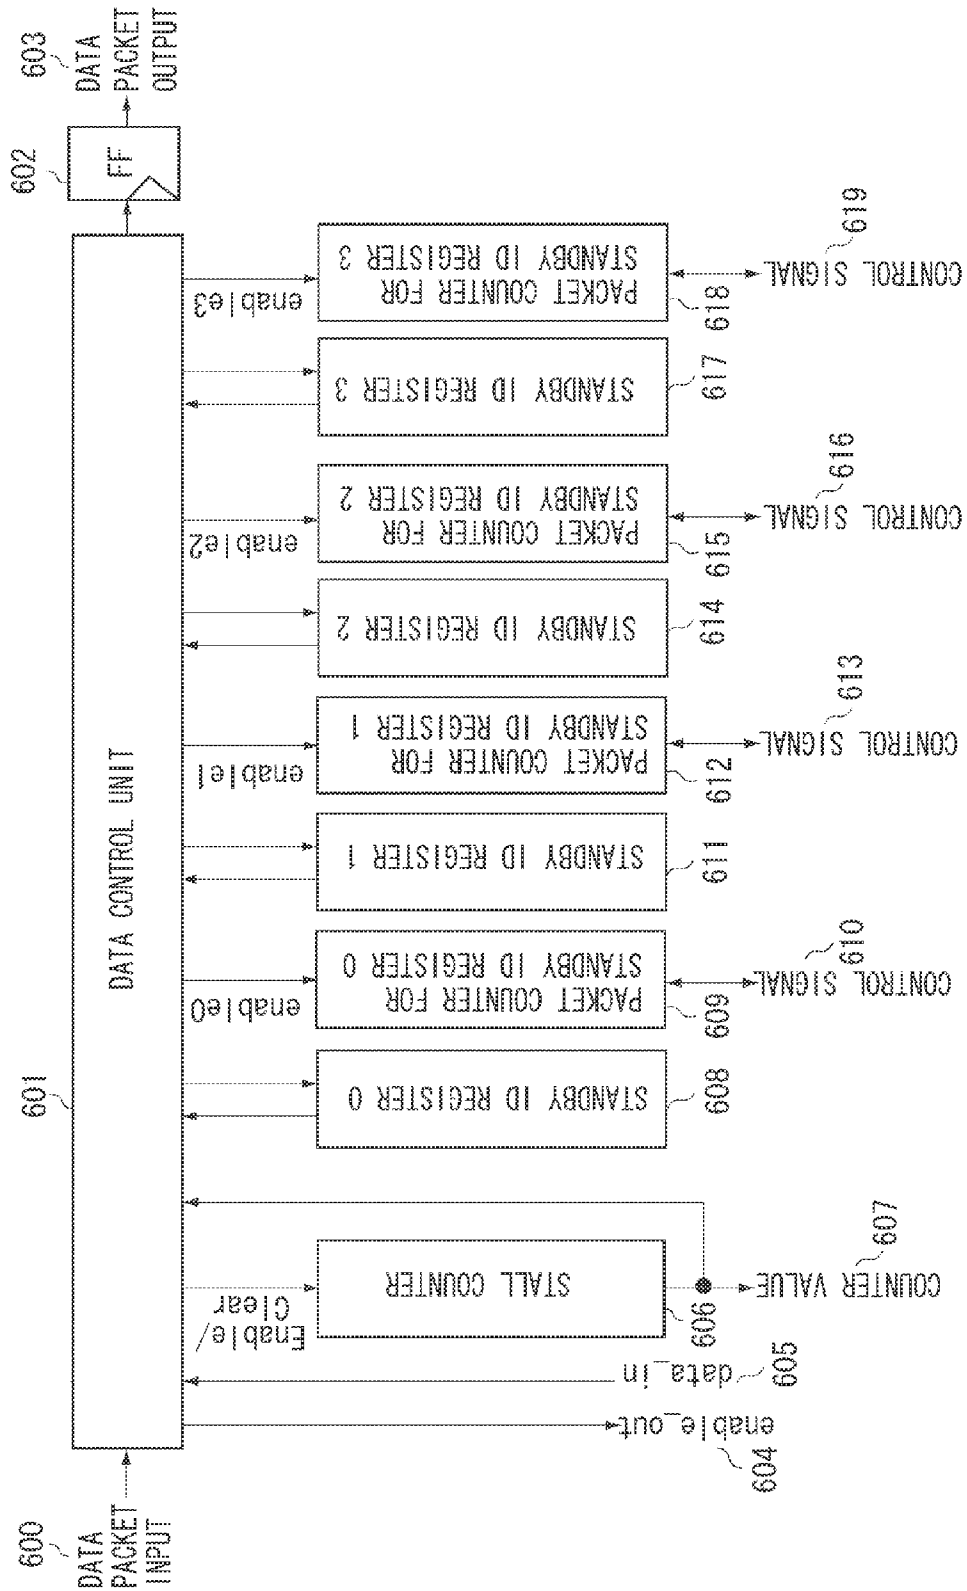 600
DATA
PACKET
INPUT
601
DATA CONTROL UNIT
602
FF
603
DATA
PACKET
OUTPUT
enable_out
604
data_in
605
Enable/
Clear
STALL COUNTER
606
COUNTER VALUE
607
STANDBY ID REGISTER 0
608
enable0
PACKET COUNTER FOR
STANDBY ID REGISTER 0
609
CONTROL SIGNAL
610
STANDBY ID REGISTER 1
611
enable1
PACKET COUNTER FOR
STANDBY ID REGISTER 1
612
CONTROL SIGNAL
613
STANDBY ID REGISTER 2
614
enable2
PACKET COUNTER FOR
STANDBY ID REGISTER 2
615
CONTROL SIGNAL
616
STANDBY ID REGISTER 3
617
enable3
PACKET COUNTER FOR
STANDBY ID REGISTER 3
618
CONTROL SIGNAL
619